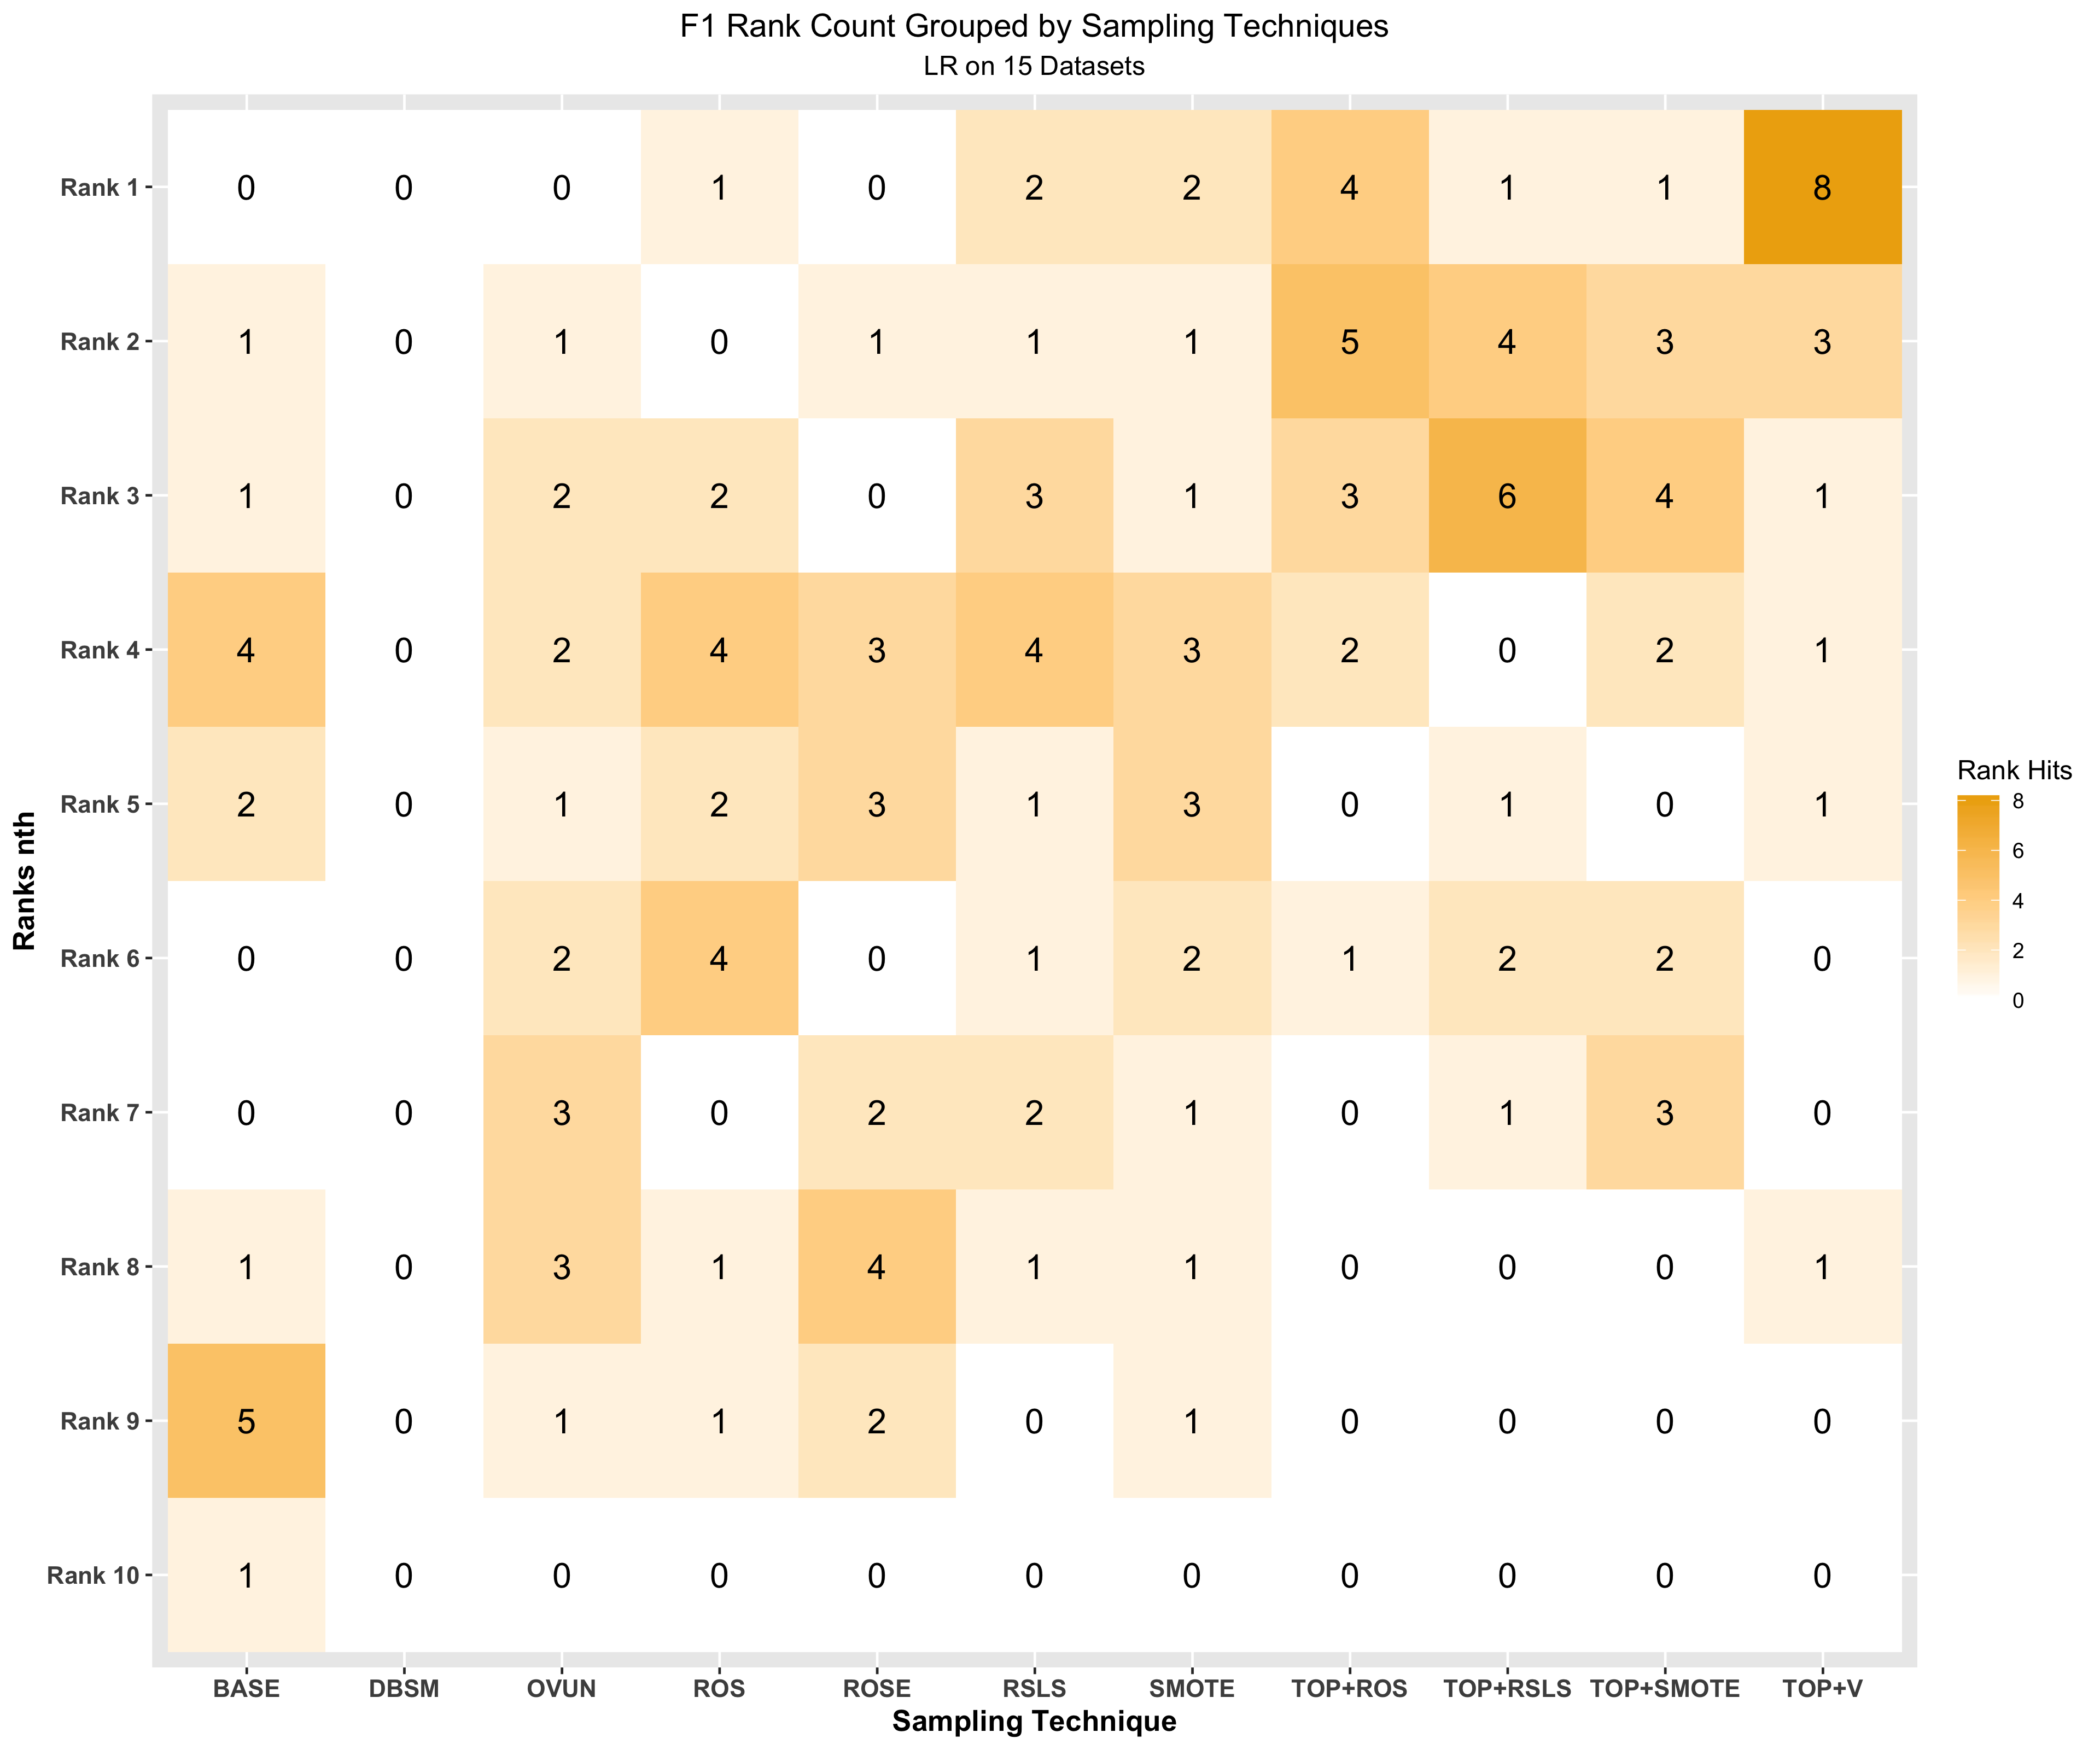 F1 Rank Count Grouped by Sampling Techniques
LR on 15 Datasets
Rank 1 0 0 0 1 0 2 2 4 1 1 8
Rank 2 1 0 1 0 1 1 1 5 4 3 3
Rank 3 1 0 2 2 0 3 1 3 6 4 1
Rank 4 4 0 2 4 3 4 3 2 0 2 1
Rank 5 2 0 1 2 3 1 3 0 1 0 1
Rank 6 0 0 2 4 0 1 2 1 2 2 0
Rank 7 0 0 3 0 2 2 1 0 1 3 0
Rank 8 1 0 3 1 4 1 1 0 0 0 1
Rank 9 5 0 1 1 2 0 1 0 0 0 0
Rank 10 1 0 0 0 0 0 0 0 0 0 0
BASE DBSM OVUN ROS ROSE RSLS SMOTE TOP+ROS TOP+RSLS TOP+SMOTE TOP+V
Sampling Technique
Ranks nth
Rank Hits
8
6
4
2
0